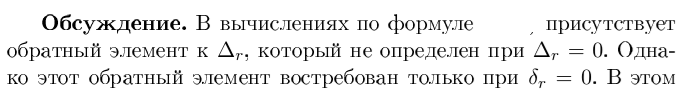 Обсуждение. В вычислениях по формуле , присутствует
обратный элемент к Δ_r, который не определен при Δ_r = 0. Одна-
ко этот обратный элемент востребован только при δ_r = 0. В этом